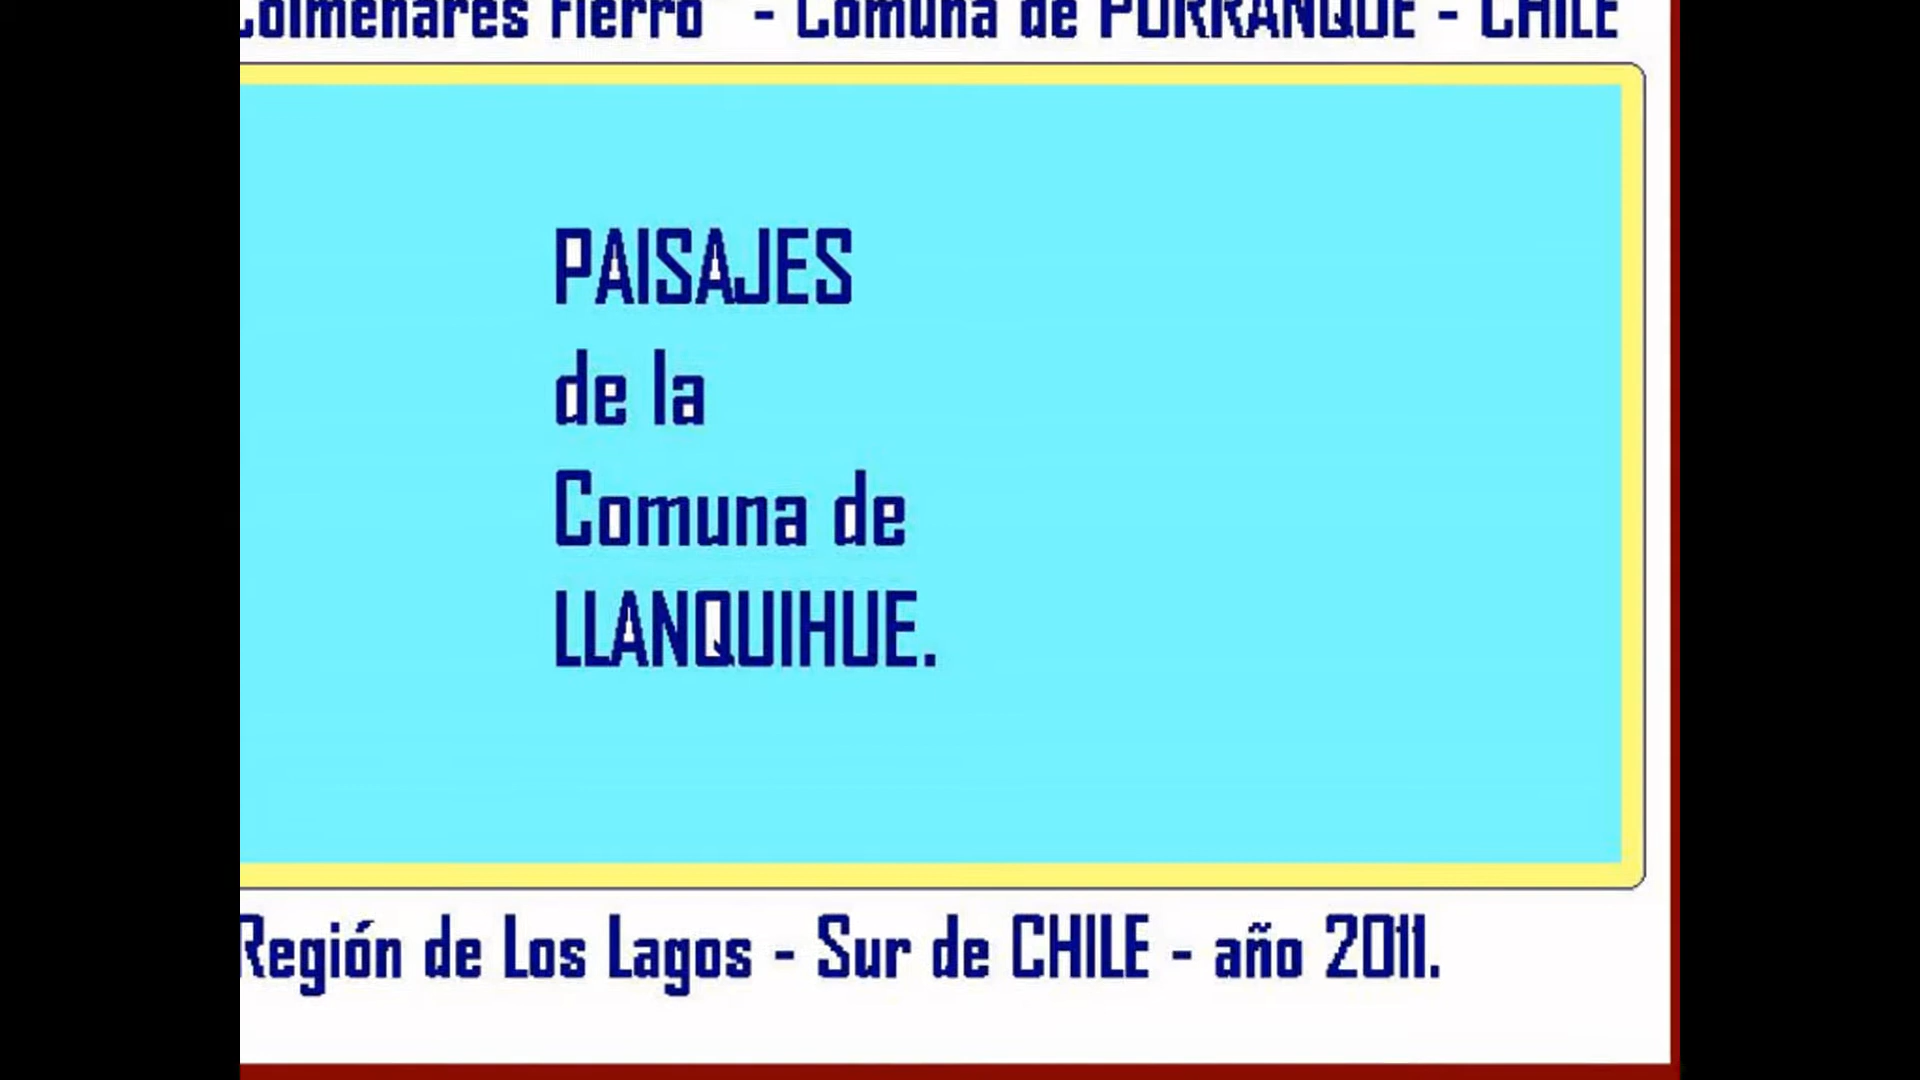 Colmenares Fierro" - Comuna de PURRANQUE - CHILE
PAISAJES
de la
Comuna de
LLANQUIHUE.
Región de Los Lagos - Sur de CHILE - año 2011.